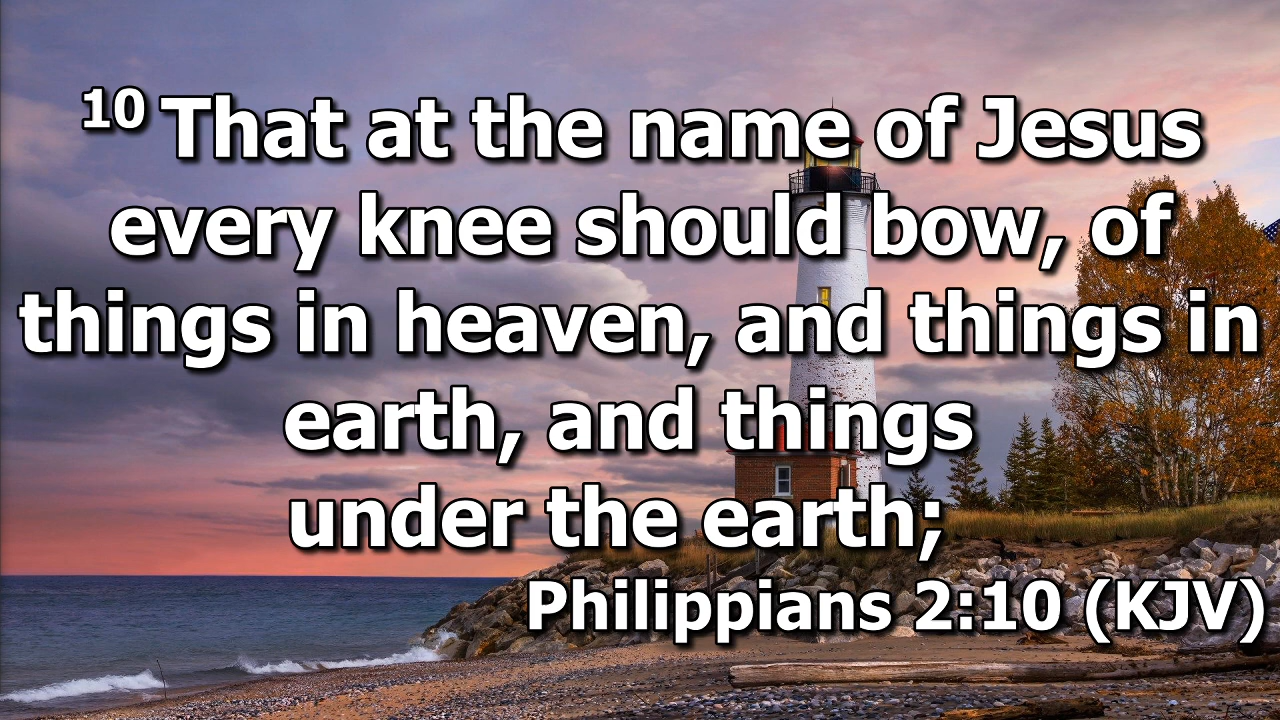 10 That at the name of Jesus
every knee should bow, of
things in heaven, and things in
earth, and things
under the earth;
Philippians 2:10 (KJV)